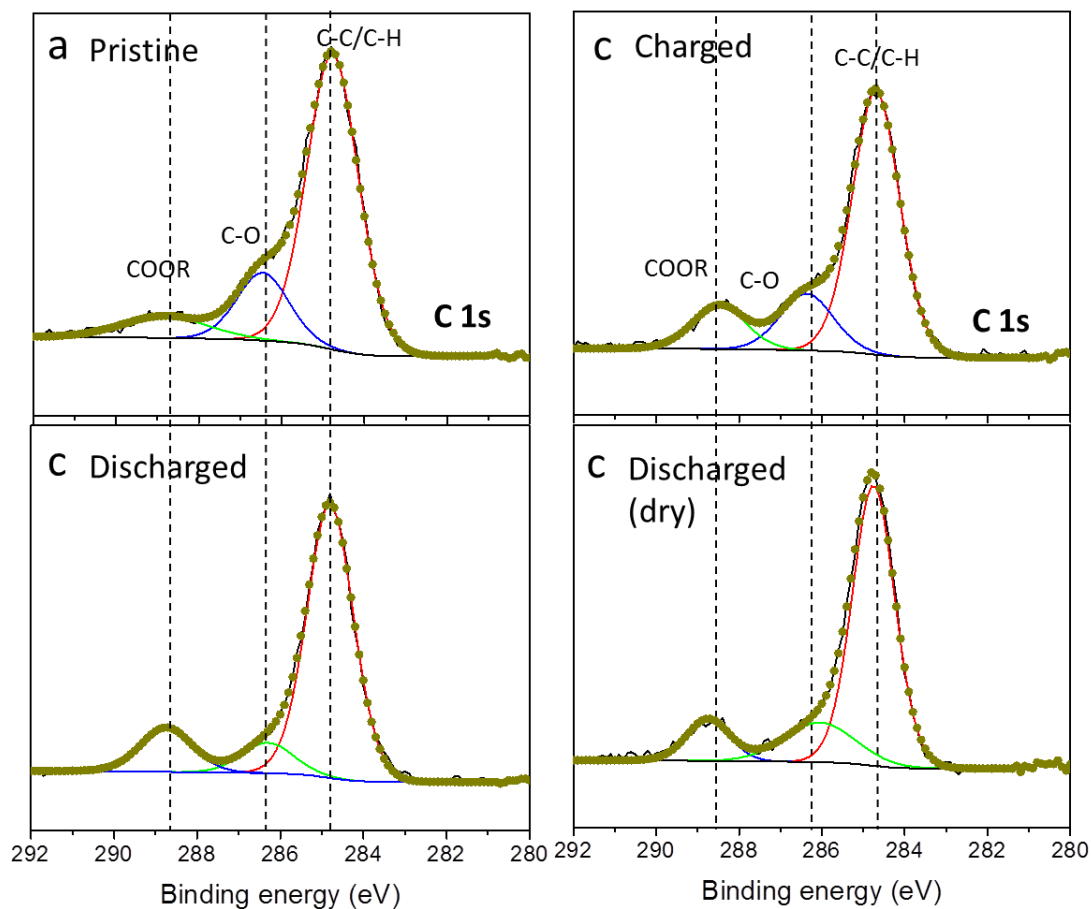 a Pristine
C-C/C-H
C-O
COOR
C 1s
c Charged
C-C/C-H
COOR
C-O
C 1s
c Discharged
292 290 288 286 284 282 280
Binding energy (eV)
c Discharged
(dry)
292 290 288 286 284 282 280
Binding energy (eV)